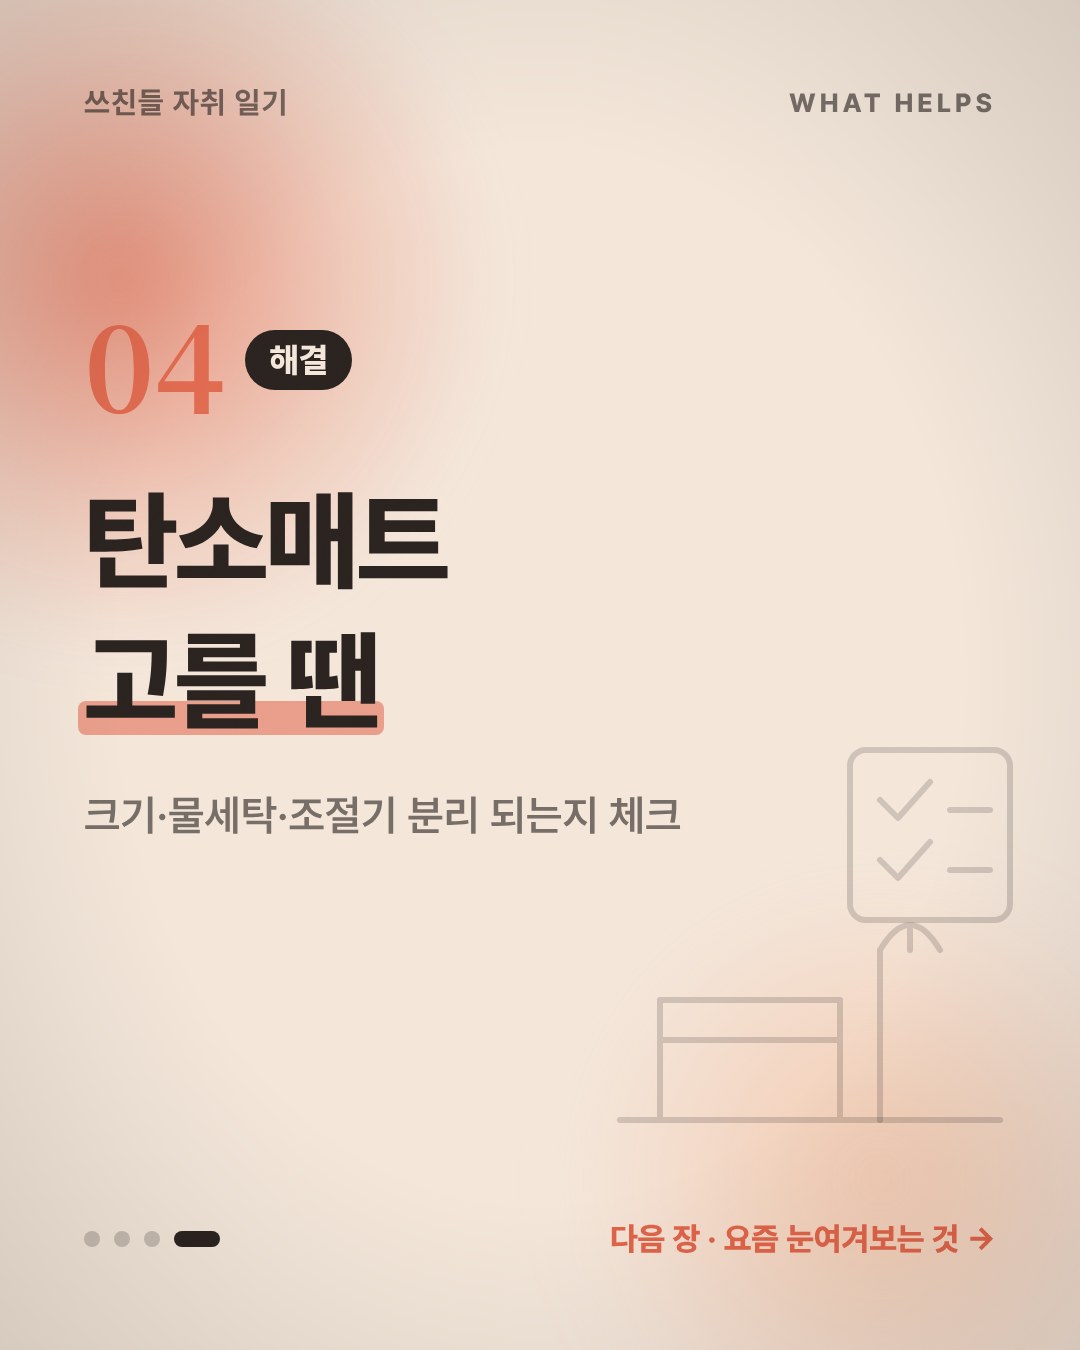 쓰친들 자취 일기
WHAT HELPS
04
해결
탄소매트
고를 땐
크기·물세탁·조절기 분리 되는지 체크
다음 장 · 요즘 눈여겨보는 것 →